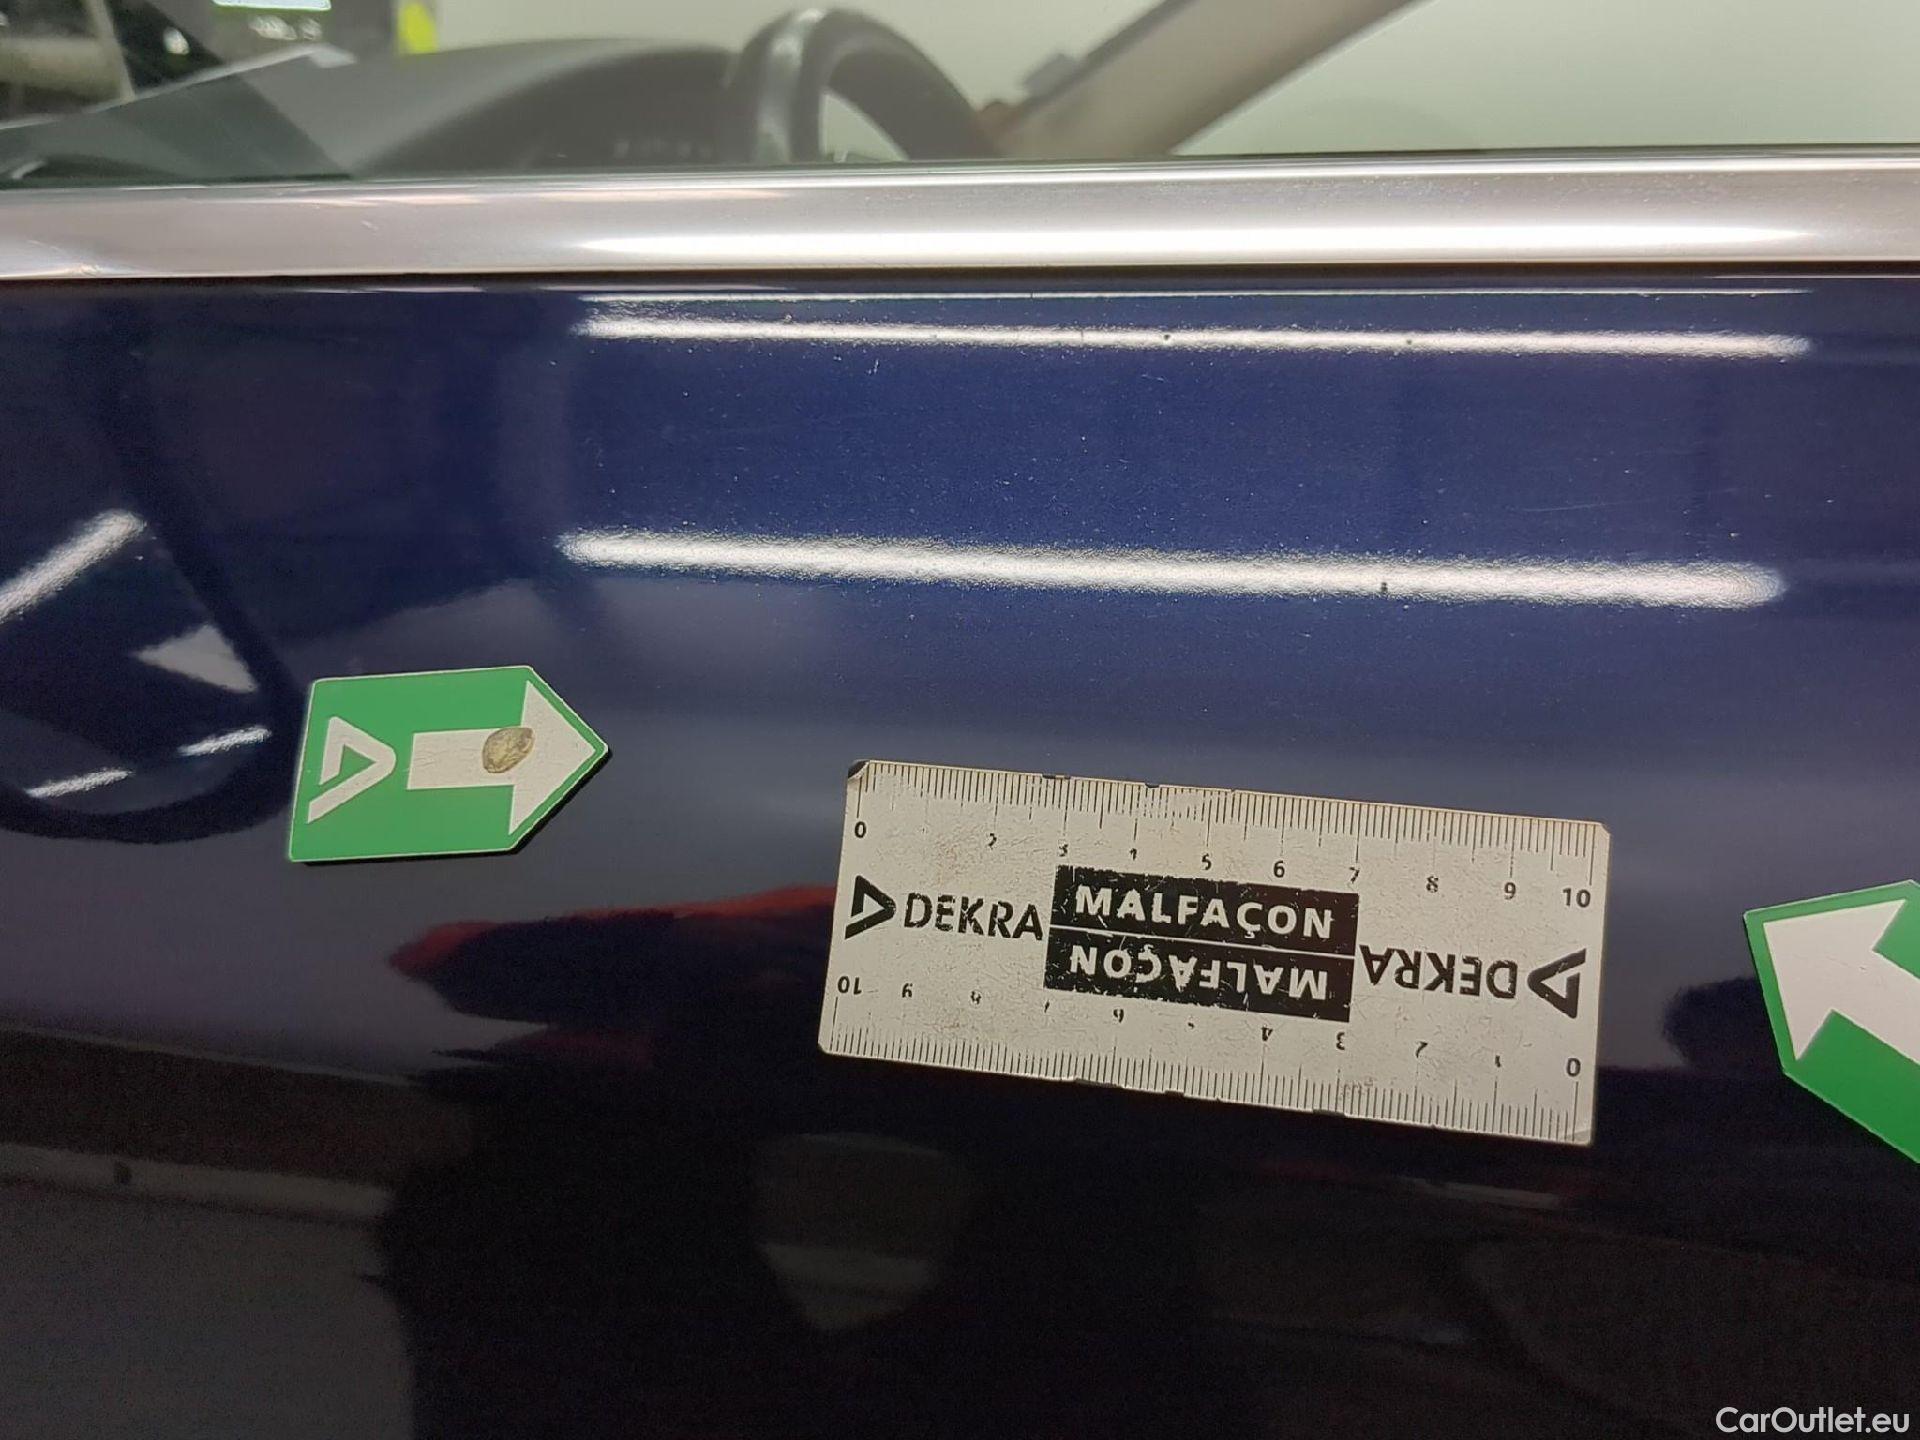 0 2 3 4 5 6 7 8 9 10
DEKRA MALFAÇON
MALFAÇON DEKRA
10 9 8 7 6 5 4 3 2 1 0
CarOutlet.eu